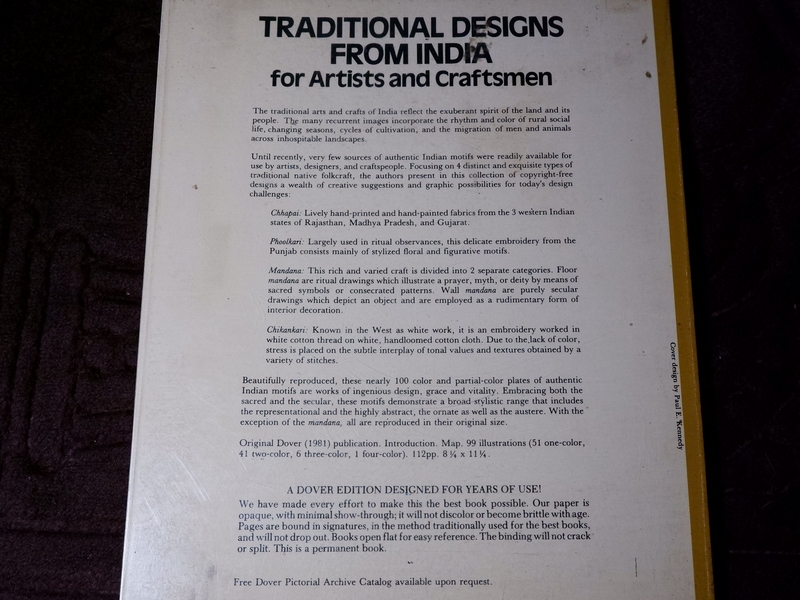 TRADITIONAL DESIGNS
FROM INDIA
for Artists and Craftsmen
The traditional arts and crafts of India reflect the exuberant spirit of the land and its
people. The many recurrent images incorporate the rhythm and color of rural social
life, changing seasons, cycles of cultivation, and the migration of men and animals
across inhospitable landscapes.
Until recently, very few sources of authentic Indian motifs were readily available for
use by artists, designers, and craftspeople. Focusing on 4 distinct and exquisite types of
traditional native folkcraft, the authors present in this collection of copyright-free
designs a wealth of creative suggestions and graphic possibilities for today's design
challenges:
Chhapai: Lively hand-printed and hand-painted fabrics from the 3 western Indian
states of Rajasthan, Madhya Pradesh, and Gujarat.
Phoolkari: Largely used in ritual observances, this delicate embroidery from the
Punjab consists mainly of stylized floral and figurative motifs.
Mandana: This rich and varied craft is divided into 2 separate categories. Floor
mandana are ritual drawings which illustrate a prayer, myth, or deity by means of
sacred symbols or consecrated patterns. Wall mandana are purely secular
drawings which depict an object and are employed as a rudimentary form of
interior decoration.
Chikankari: Known in the West as white work, it is an embroidery worked in
white cotton thread on white, handloomed cotton cloth. Due to the lack of color,
stress is placed on the subtle interplay of tonal values and textures obtained by a
variety of stitches.
Beautifully reproduced, these nearly 100 color and partial-color plates of authentic
Indian motifs are works of ingenious design, grace and vitality. Embracing both the
sacred and the secular, these motifs demonstrate a broad stylistic range that includes
the representational and the highly abstract, the ornate as well as the austere. With the
exception of the mandana, all are reproduced in their original size.
Original Dover (1981) publication. Introduction. Map. 99 illustrations (51 one-color,
41 two-color, 6 three-color, 1 four-color). 112pp. 8¼ x 11¼.
A DOVER EDITION DESIGNED FOR YEARS OF USE!
We have made every effort to make this the best book possible. Our paper is
opaque, with minimal show-through; it will not discolor or become brittle with age.
Pages are bound in signatures, in the method traditionally used for the best books,
and will not drop out. Books open flat for easy reference. The binding will not crack
or split. This is a permanent book.
Free Dover Pictorial Archive Catalog available upon request.
Cover design by Paul E. Kennedy